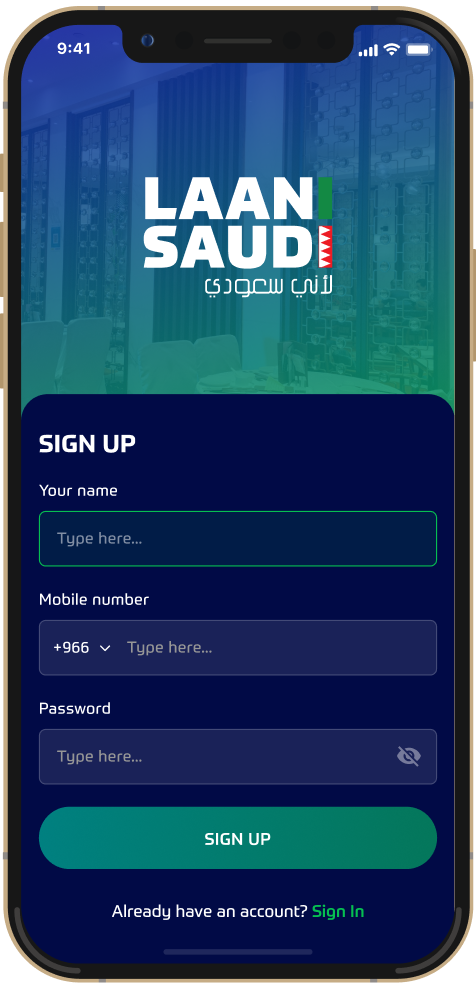 9:41
LAANI
SAUDI
لأني سعودي
SIGN UP
Your name
Type here...
Mobile number
+966 Type here...
Password
Type here...
SIGN UP
Already have an account? Sign In